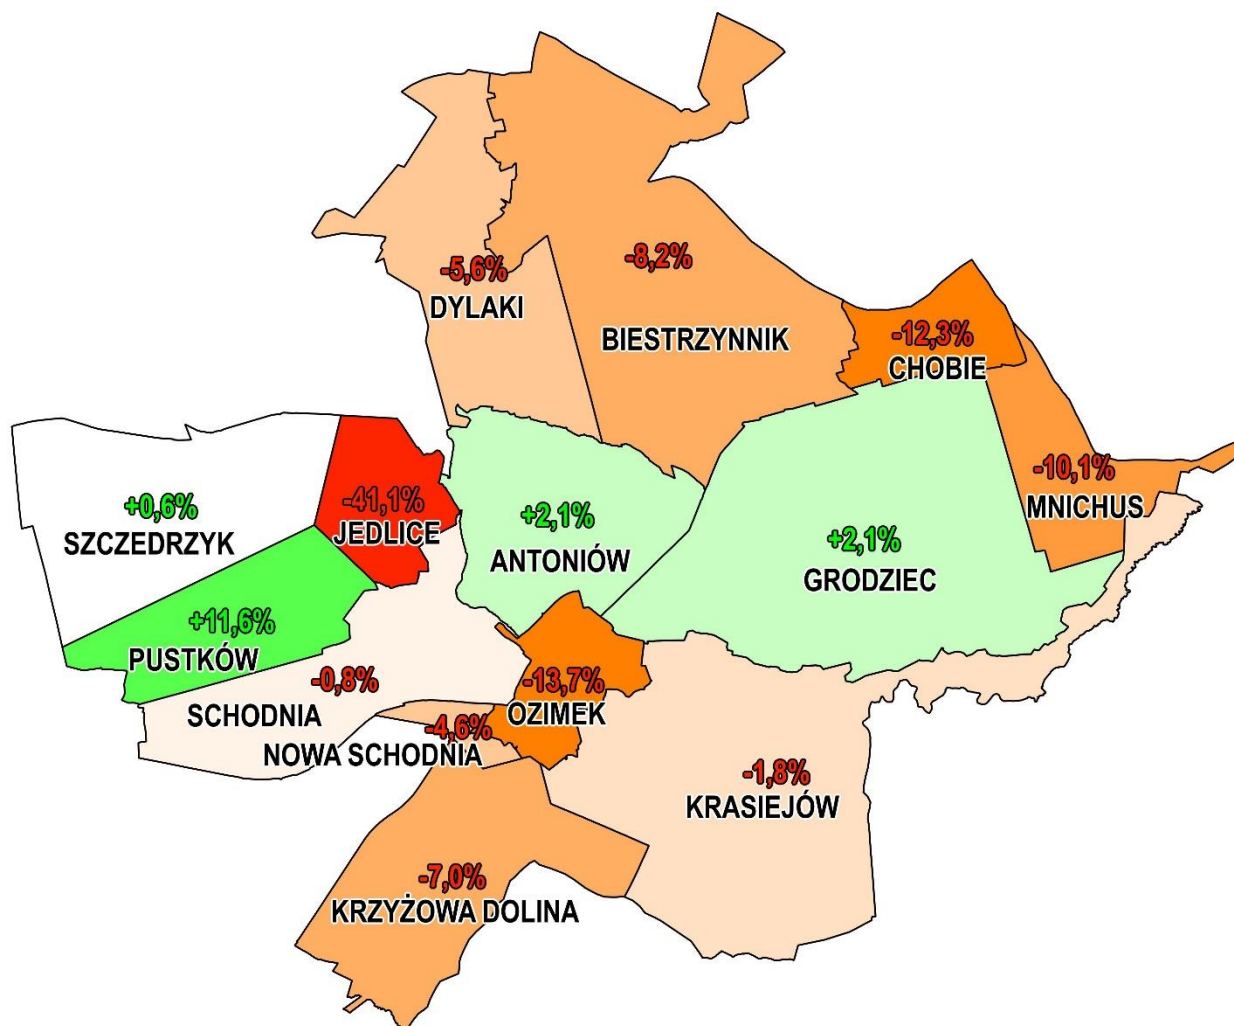 -8,2%
BIESTRZYNNIK
-5,6%
DYLAKI
-12,3%
CHOBIE
-10,1%
MNICHUS
+0,6%
SZCZEDRZYK
-41,1%
JEDLICE
+2,1%
ANTONIÓW
+2,1%
GRODZIEC
+11,6%
PUSTKÓW
-0,8%
SCHODNIA
-13,7%
OZIMEK
-4,6%
NOWA SCHODNIA
-1,8%
KRASIEJÓW
-7,0%
KRZYŻOWA DOLINA